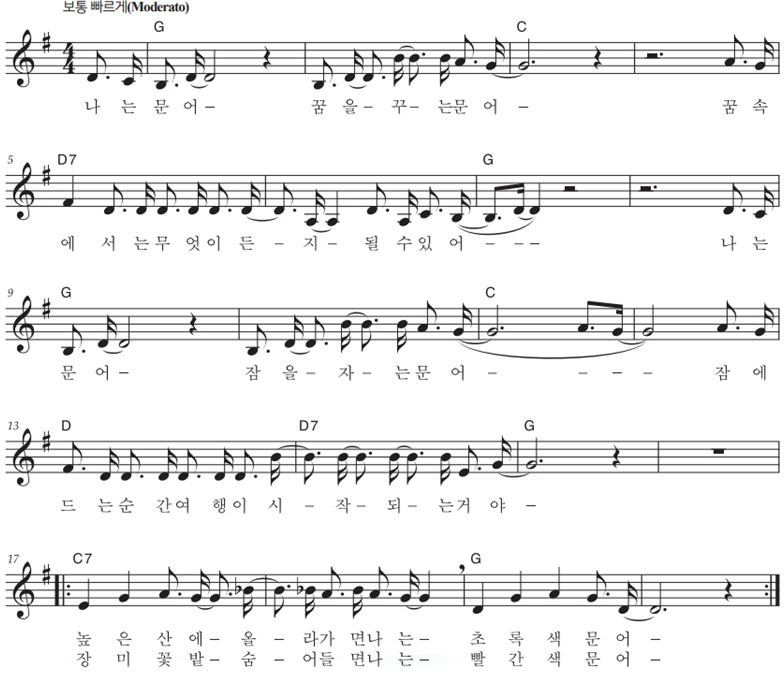 보통 빠르게(Moderato)
G C
4
4
나 는 문 어 – 꿈 을 – 꾸 – 는문 어 – 꿈 속
5 D7 G
에 서 는무 엇이 든 – 지 – 될 수있 어 – – – 나 는
9 G C
문 어 – 잠 을 – 자 – 는문 어 – – – – 잠 에
13 D D7 G
드 는순 간여 행이 시 – 작 – 되 – 는거 야 –
17 C7 G
높 은 산 에 – 올 – 라가 면나 는 – 초 록 색 문 어 –
장 미 꽃 밭 – 숨 – 어들 면나 는 – 빨 간 색 문 어 –